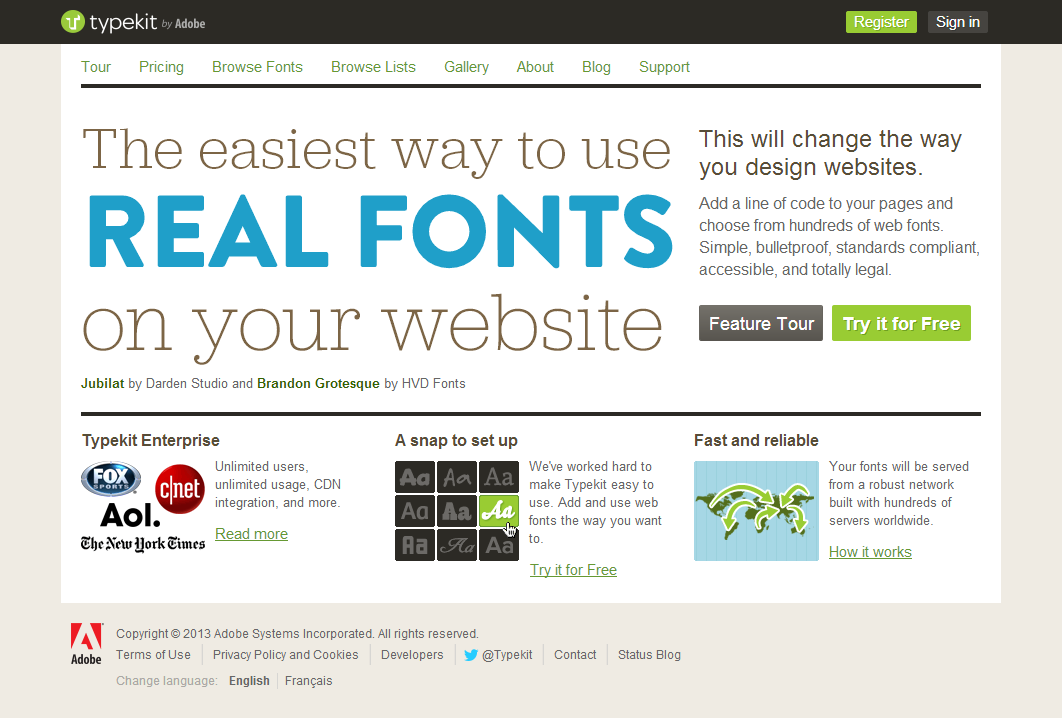 typekit by Adobe
Register
Sign in
Tour
Pricing
Browse Fonts
Browse Lists
Gallery
About
Blog
Support
The easiest way to use
REAL FONTS
on your website
Jubilat by Darden Studio and Brandon Grotesque by HVD Fonts
This will change the way
you design websites.
Add a line of code to your pages and
choose from hundreds of web fonts.
Simple, bulletproof, standards compliant,
accessible, and totally legal.
Feature Tour
Try it for Free
Typekit Enterprise
FOX
SPORTS
c|net
Aol.
The New York Times
Unlimited users,
unlimited usage, CDN
integration, and more.
Read more
A snap to set up
Aa Aa Aa
Aa Aa Aa
Aa Aa Aa
We've worked hard to
make Typekit easy to
use. Add and use web
fonts the way you want
to.
Try it for Free
Fast and reliable
Your fonts will be served
from a robust network
built with hundreds of
servers worldwide.
How it works
Adobe
Copyright © 2013 Adobe Systems Incorporated. All rights reserved.
Terms of Use
Privacy Policy and Cookies
Developers
@Typekit
Contact
Status Blog
Change language:
English
Français